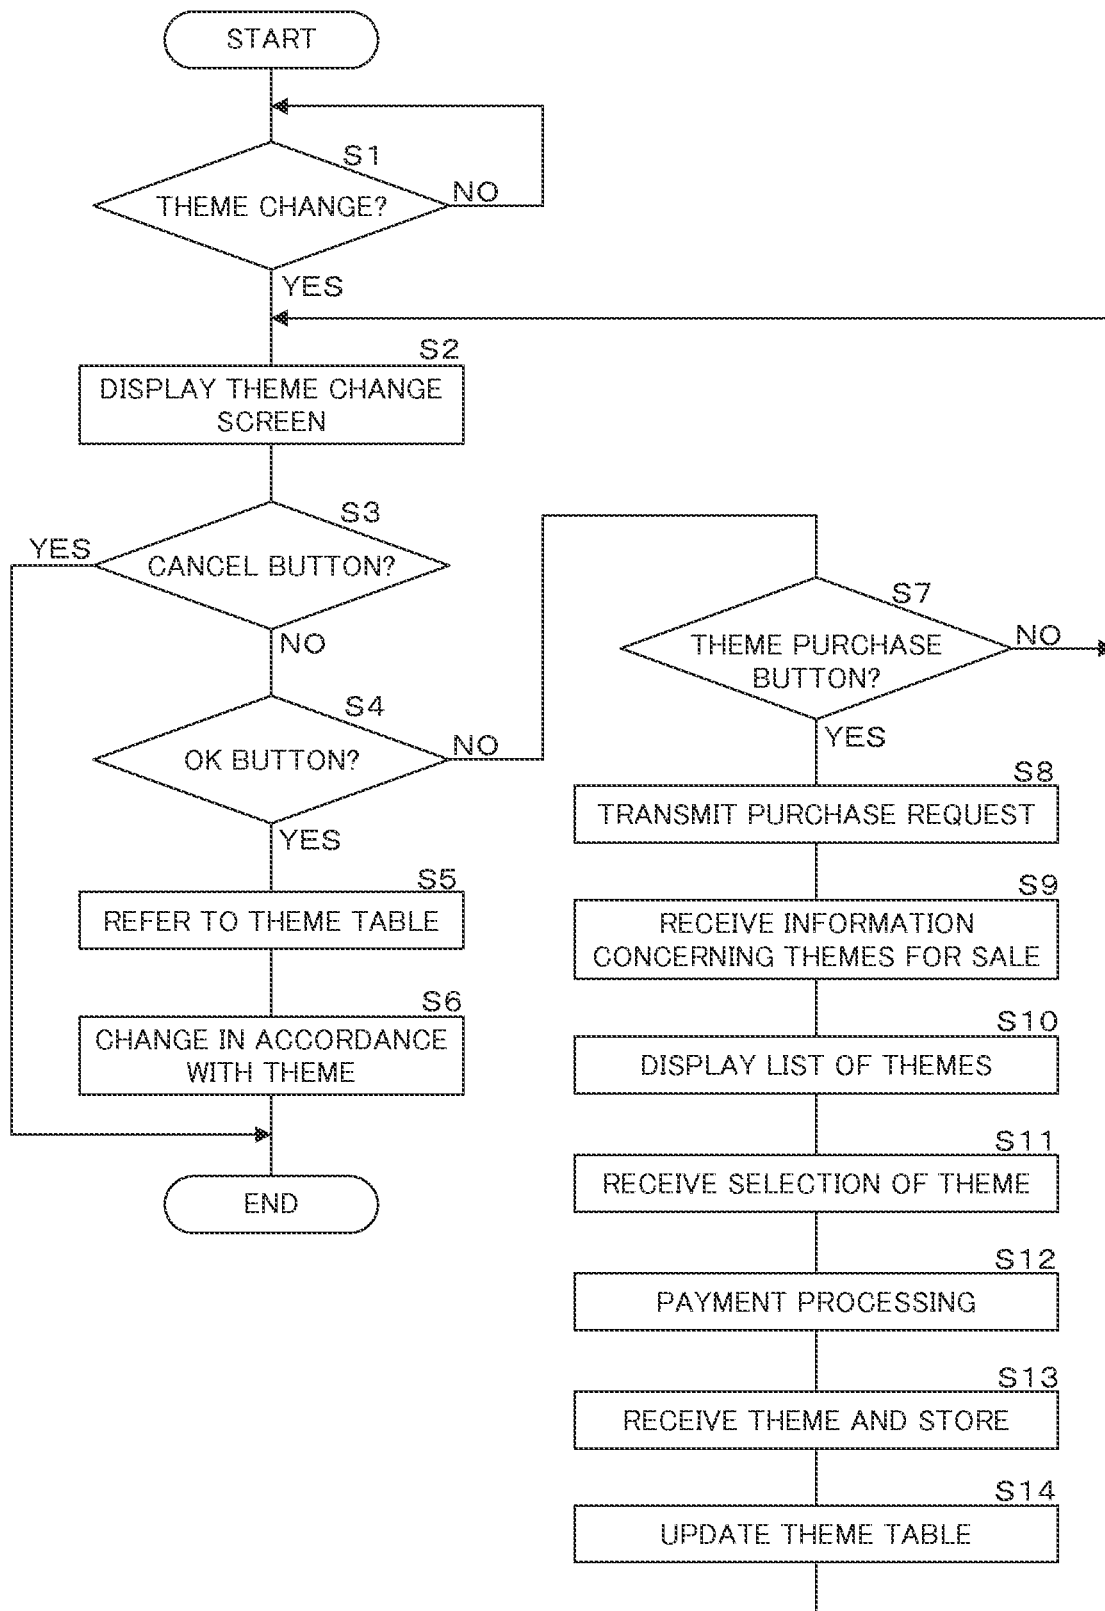 START
S1
THEME CHANGE?
NO
YES
S2
DISPLAY THEME CHANGE
SCREEN
S3
YES
CANCEL BUTTON?
NO
S4
OK BUTTON?
NO
YES
S5
REFER TO THEME TABLE
S6
CHANGE IN ACCORDANCE
WITH THEME
END
S7
THEME PURCHASE
BUTTON?
NO
YES
S8
TRANSMIT PURCHASE REQUEST
S9
RECEIVE INFORMATION
CONCERNING THEMES FOR SALE
S10
DISPLAY LIST OF THEMES
S11
RECEIVE SELECTION OF THEME
S12
PAYMENT PROCESSING
S13
RECEIVE THEME AND STORE
S14
UPDATE THEME TABLE